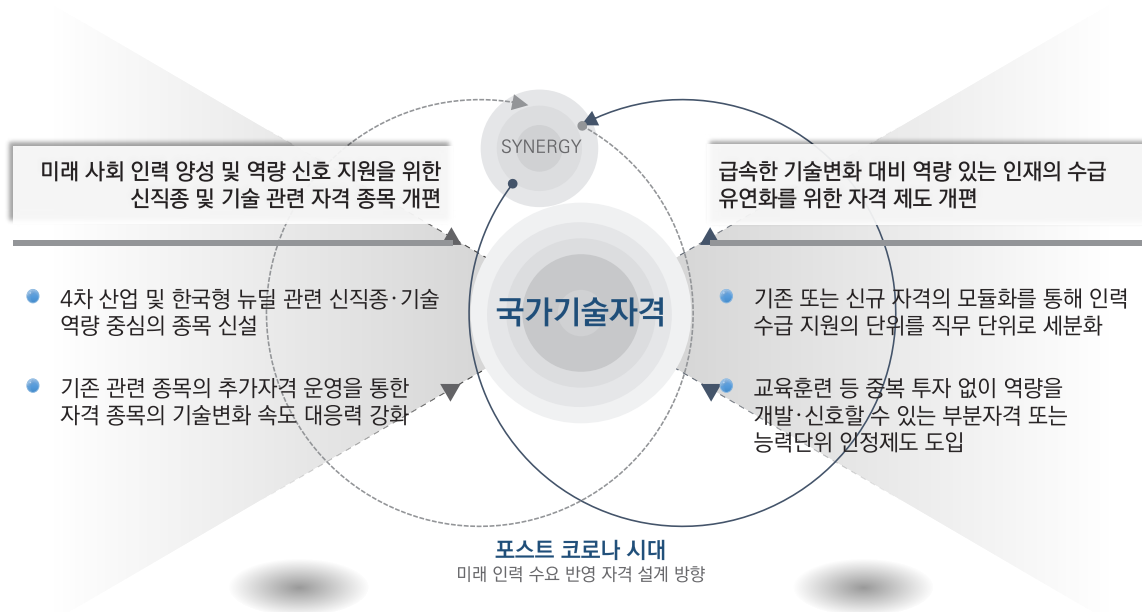 SYNERGY
미래 사회 인력 양성 및 역량 신호 지원을 위한
신직종 및 기술 관련 자격 종목 개편
4차 산업 및 한국형 뉴딜 관련 신직종·기술
역량 중심의 종목 신설
기존 관련 종목의 추가자격 운영을 통한
자격 종목의 기술변화 속도 대응력 강화
국가기술자격
급속한 기술변화 대비 역량 있는 인재의 수급
유연화를 위한 자격 제도 개편
기존 또는 신규 자격의 모듈화를 통해 인력
수급 지원의 단위를 직무 단위로 세분화
교육훈련 등 중복 투자 없이 역량을
개발·신호할 수 있는 부분자격 또는
능력단위 인정제도 도입
포스트 코로나 시대
미래 인력 수요 반영 자격 설계 방향